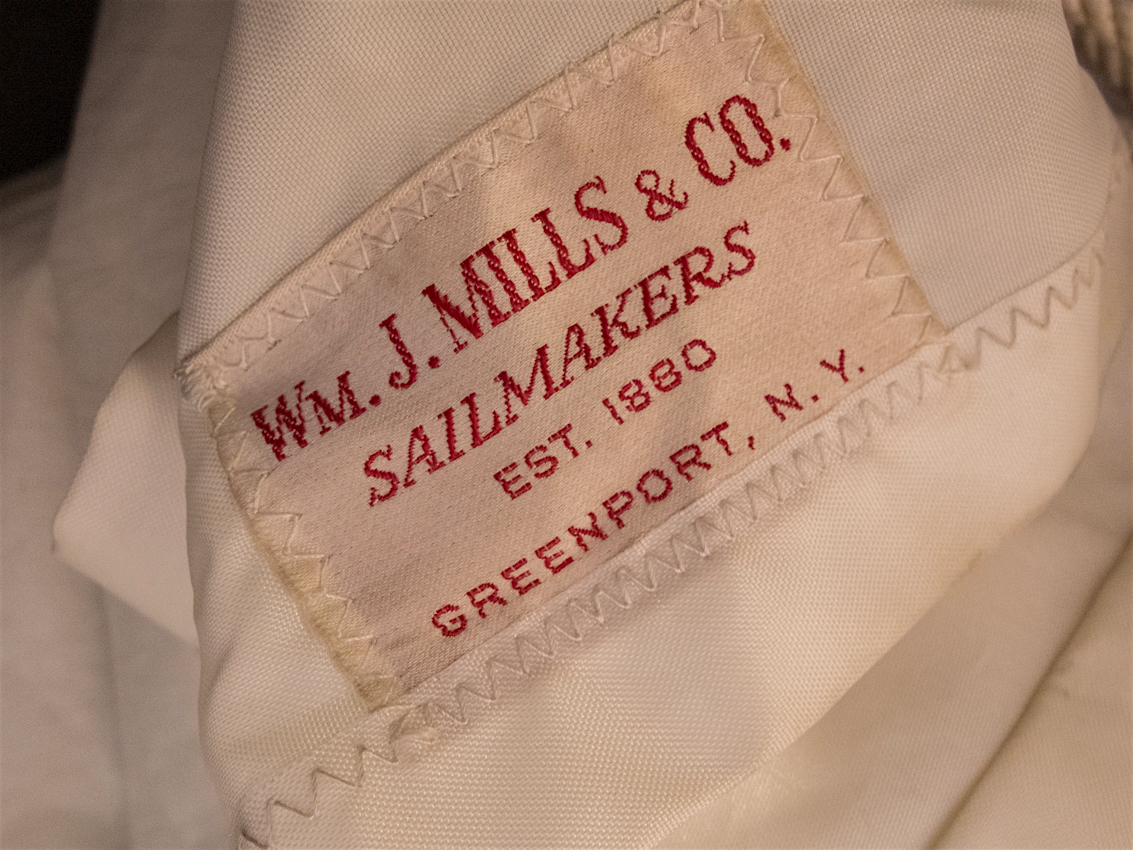 WM. J. MILLS & CO.
SAILMAKERS
EST. 1880
GREENPORT, N. Y.